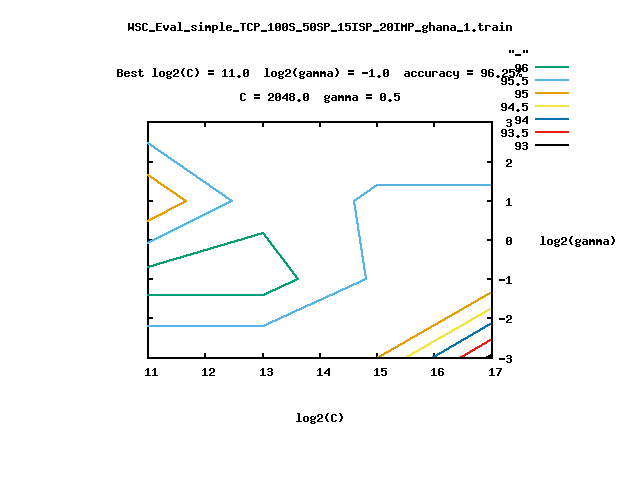 WSC_Eval_simple_TCP_100S_50SP_15ISP_20IMP_ghana_1.train
"_"
Best log2(C) = 11.0 log2(gamma) = -1.0 accuracy = 96.25%
C = 2048.0 gamma = 0.5
96
95.5
95
94.5
94
93.5
93
3
2
1
0
-1
-2
-3
log2(gamma)
11 12 13 14 15 16 17
log2(C)